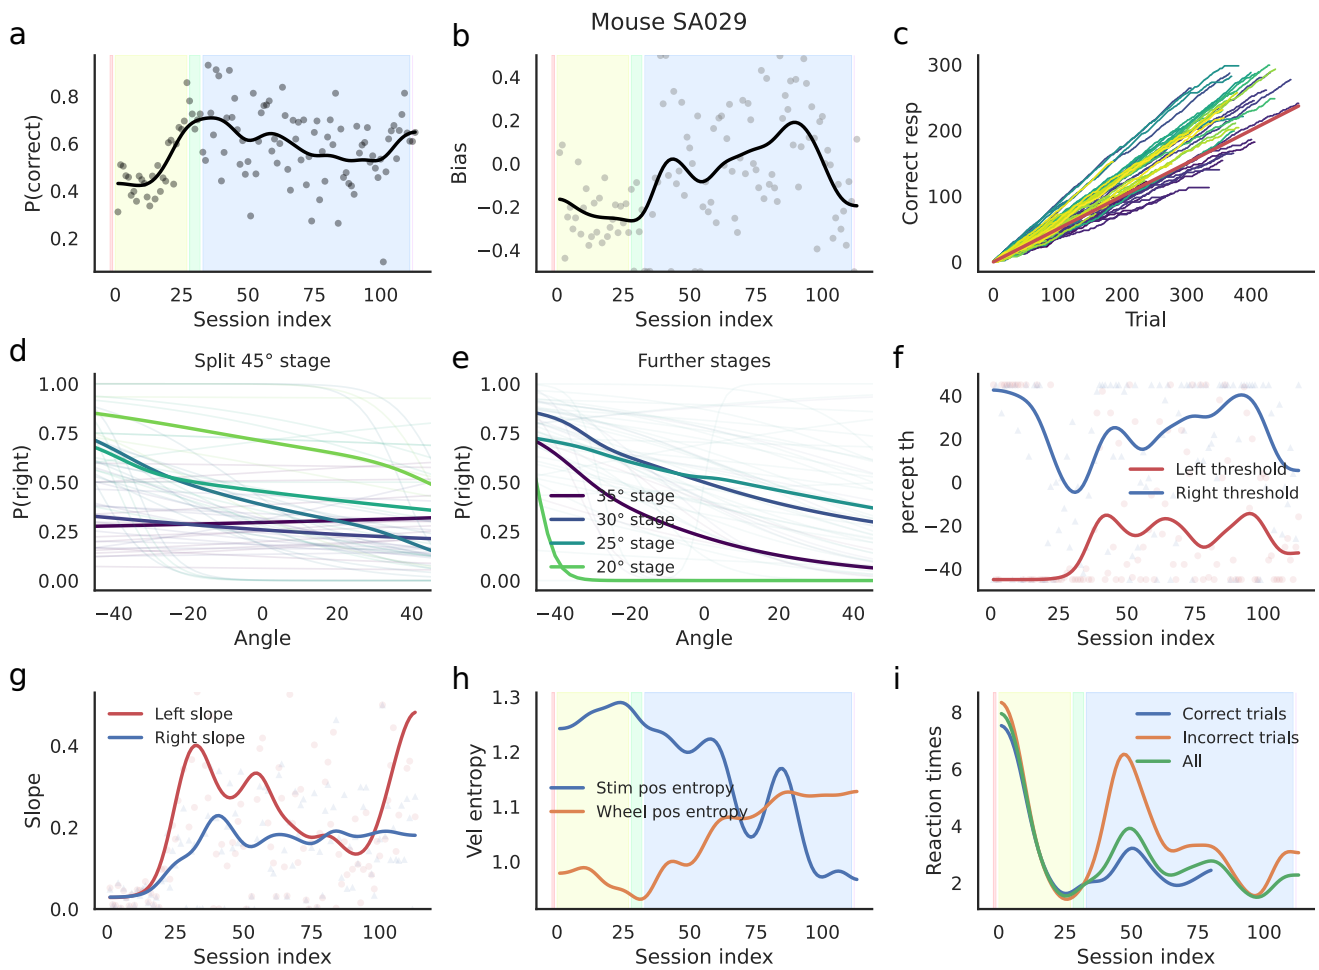 Mouse SA029
a
P(correct)
0.8
0.6
0.4
0.2
0 25 50 75 100
Session index
b
Bias
0.4
0.2
0.0
−0.2
−0.4
0 25 50 75 100
Session index
c
Correct resp
300
200
100
0
0 100 200 300 400
Trial
d
Split 45° stage
P(right)
1.00
0.75
0.50
0.25
0.00
−40 −20 0 20 40
Angle
e
Further stages
P(right)
1.00
0.75
0.50
0.25
0.00
35° stage
30° stage
25° stage
20° stage
−40 −20 0 20 40
Angle
f
percept th
40
20
0
−20
−40
Left threshold
Right threshold
0 25 50 75 100
Session index
g
Slope
0.4
0.2
0.0
Left slope
Right slope
0 25 50 75 100
Session index
h
Vel entropy
1.3
1.2
1.1
1.0
Stim pos entropy
Wheel pos entropy
0 25 50 75 100
Session index
i
Reaction times
8
6
4
2
Correct trials
Incorrect trials
All
0 25 50 75 100
Session index